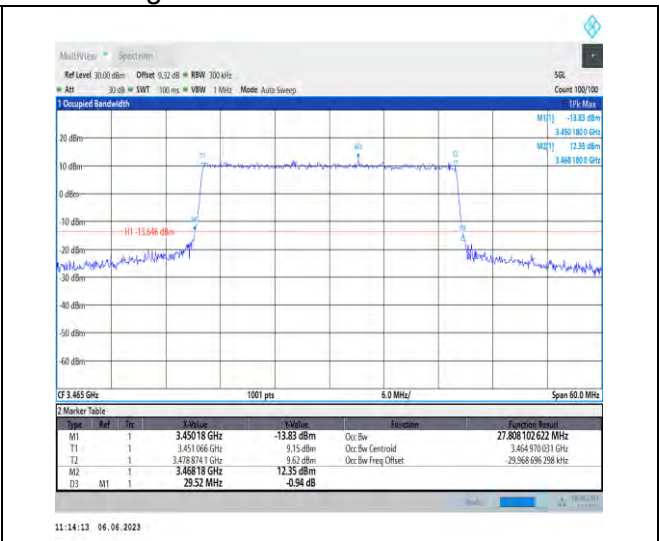 MultiView Spectrum
Ref Level 30.00 dBm Offset 9.32 dB RBW 100 kHz SGL
Att 30 dB SWT 100 ms VBW 1 MHz Mode Auto Sweep Count 100/100
1 Occupied Bandwidth 1Pk Max
M1[1] -13.83 dBm
3.450 180 0 GHz
M2[1] 12.35 dBm
3.468 180 0 GHz
20 dBm
10 dBm
0 dBm
-10 dBm
H1 -13.646 dBm
-20 dBm
-30 dBm
-40 dBm
-50 dBm
-60 dBm
T1
M2
T2
M1
D3
CF 3.465 GHz 1001 pts 6.0 MHz/ Span 60.0 MHz
2 Marker Table
Type Ref Trc X-Value Y-Value Function Function Result
M1 1 3.45018 GHz -13.83 dBm Occ Bw 27.808 102 622 MHz
T1 1 3.451 066 GHz 9.15 dBm Occ Bw Centroid 3.464 970 031 GHz
T2 1 3.478 874 1 GHz 9.62 dBm Occ Bw Freq Offset -29.968 696 298 kHz
M2 1 3.46818 GHz 12.35 dBm
D3 M1 1 29.52 MHz -0.94 dB
11:14:13 06.06.2023